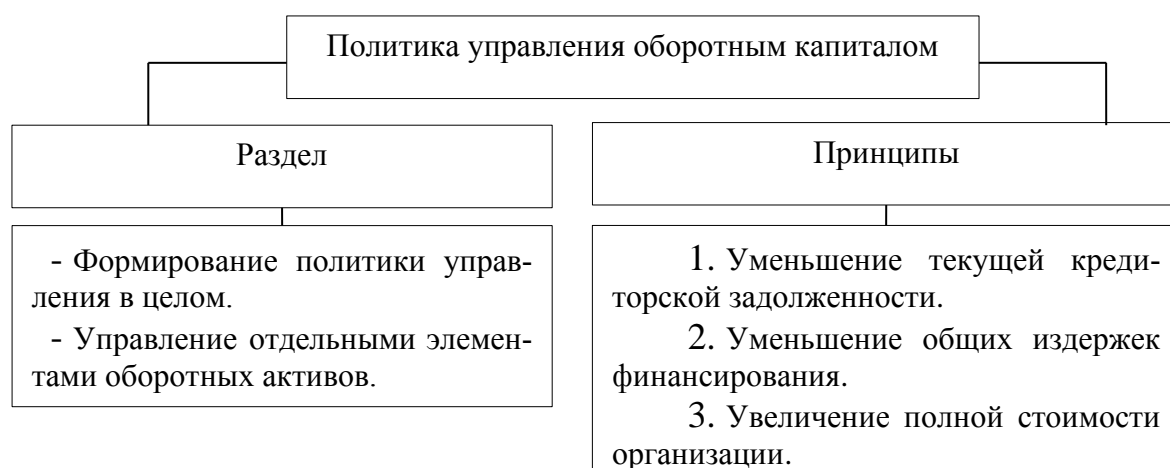 Политика управления оборотным капиталом
Раздел
Принципы
- Формирование политики управ-
ления в целом.
- Управление отдельными элемен-
тами оборотных активов.
1. Уменьшение текущей креди-
торской задолженности.
2. Уменьшение общих издержек
финансирования.
3. Увеличение полной стоимости
организации.